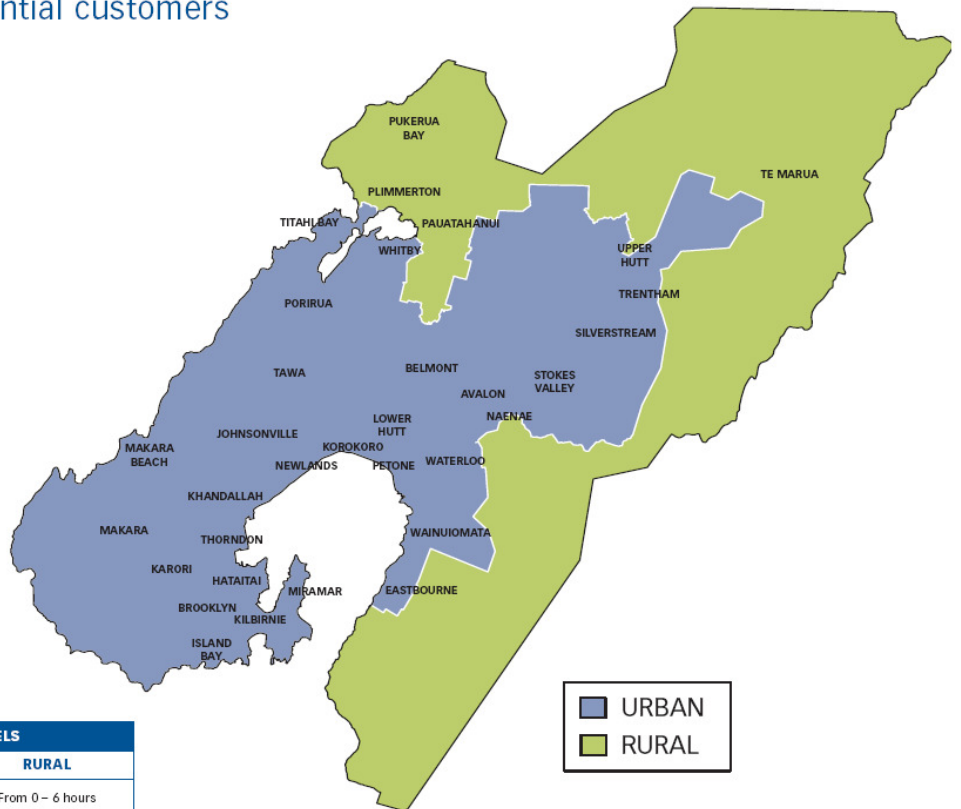 ential customers
PUKERUA
BAY
TE MARUA
PLIMMERTON
TITAHI BAY
PAUATAHANUI
WHITBY
UPPER
HUTT
TRENTHAM
PORIRUA
SILVERSTREAM
BELMONT
TAWA
STOKES
VALLEY
AVALON
NAENAE
LOWER
HUTT
JOHNSONVILLE
KOROKORO
MAKARA
BEACH
NEWLANDS
PETONE
WATERLOO
KHANDALLAH
MAKARA
WAINUIOMATA
THORNDON
KARORI
HATAITAI
MIRAMAR
EASTBOURNE
BROOKLYN
KILBIRNIE
ISLAND
BAY
URBAN
RURAL
ELS
RURAL
From 0 – 6 hours